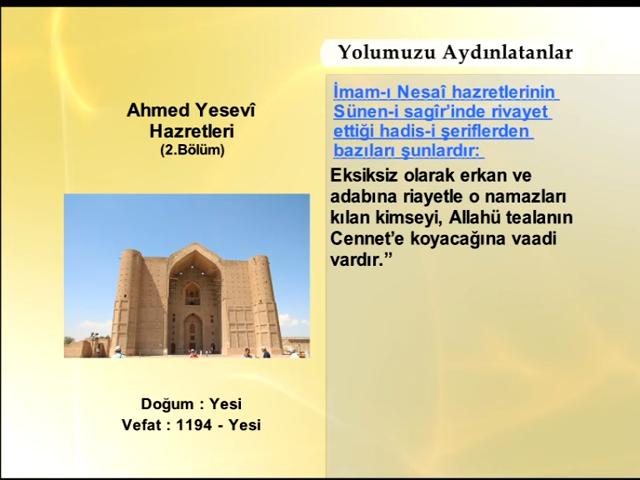 Yolumuzu Aydınlatanlar
Ahmed Yesevî
Hazretleri
(2.Bölüm)
Doğum : Yesi
Vefat : 1194 - Yesi
İmam-ı Nesaî hazretlerinin
Sünen-i sagîr’inde rivayet
ettiği hadis-i şeriflerden
bazıları şunlardır:
Eksiksiz olarak erkan ve
adabına riayetle o namazları
kılan kimseyi, Allahü tealanın
Cennet’e koyacağına vaadi
vardır.”